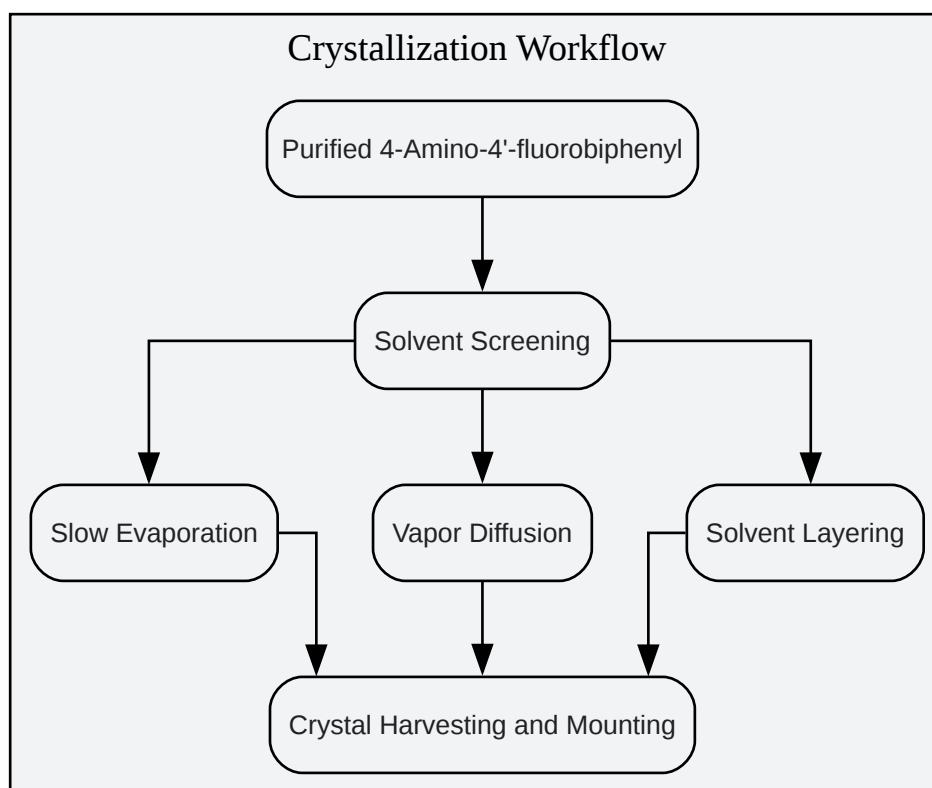 Crystallization Workflow
Purified 4-Amino-4'-fluorobiphenyl
Solvent Screening
Slow Evaporation
Vapor Diffusion
Solvent Layering
Crystal Harvesting and Mounting